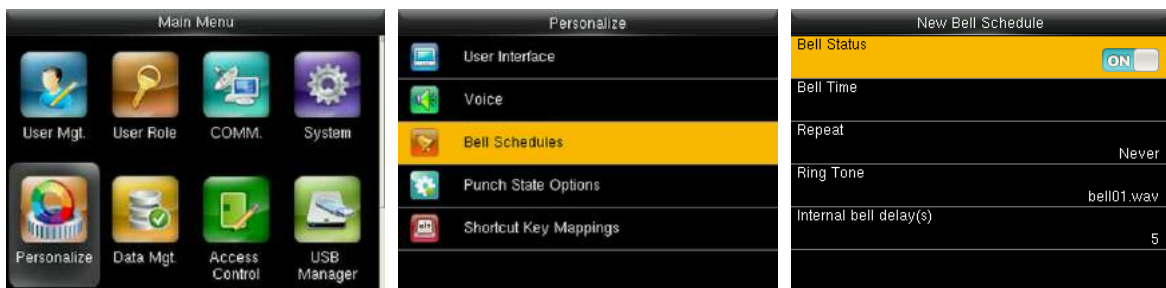 Main Menu
User Mgt.
User Role
COMM.
System
Personalize
Data Mgt.
Access
Control
USB
Manager
Personalize
User Interface
Voice
Bell Schedules
Punch State Options
Shortcut Key Mappings
New Bell Schedule
Bell Status
ON
Bell Time
Repeat
Never
Ring Tone
bell01.wav
Internal bell delay(s)
5